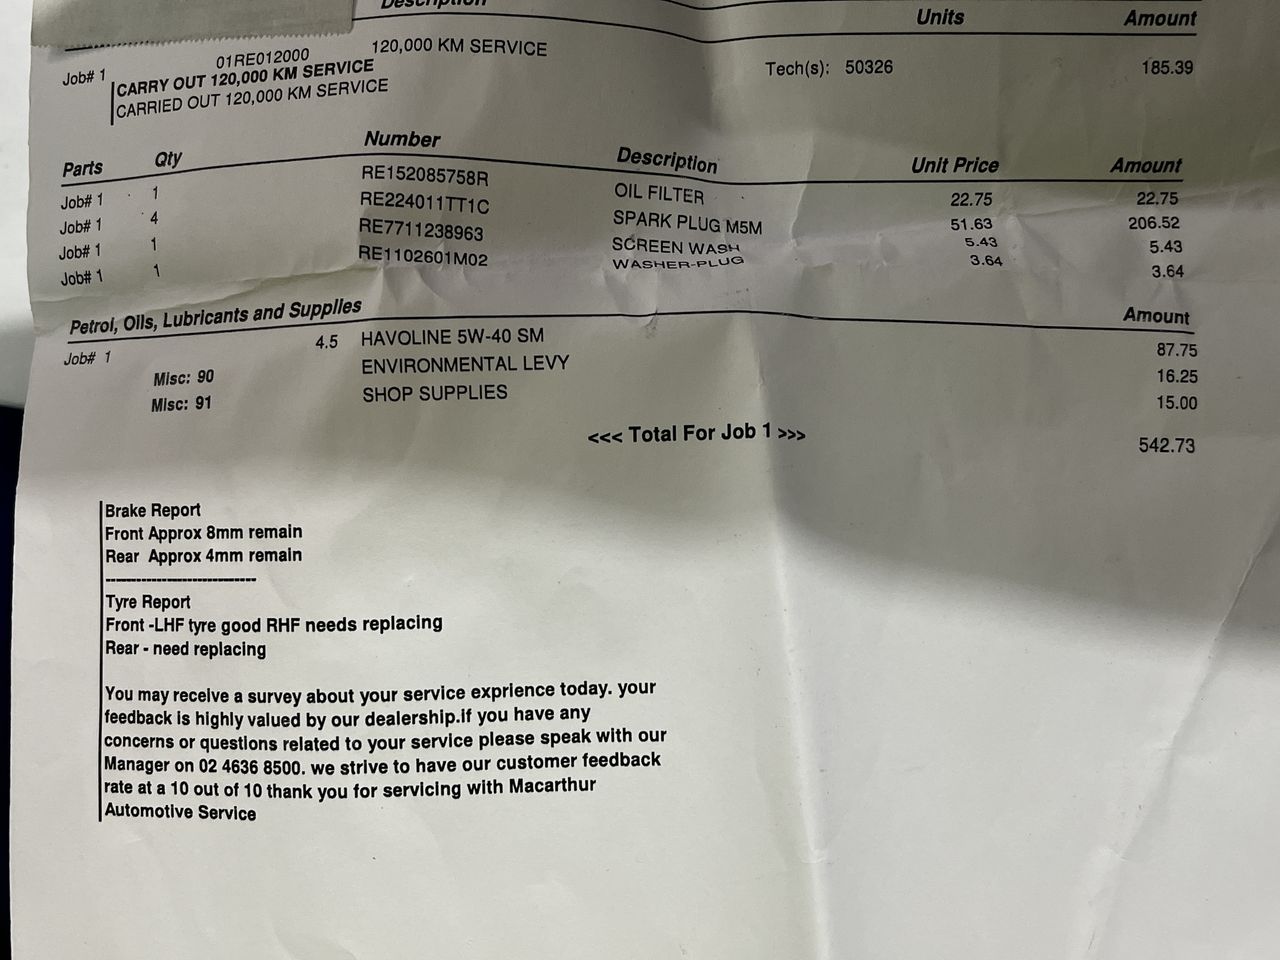 Description Units Amount
Job# 1 01RE012000 120,000 KM SERVICE Tech(s): 50326 185.39
CARRY OUT 120,000 KM SERVICE
CARRIED OUT 120,000 KM SERVICE
Parts Qty Number Description Unit Price Amount
Job# 1 1 RE152085758R OIL FILTER 22.75 22.75
Job# 1 4 RE224011TT1C SPARK PLUG M5M 51.63 206.52
Job# 1 1 RE7711238963 SCREEN WASH 5.43 5.43
Job# 1 1 RE1102601M02 WASHER-PLUG 3.64 3.64
Petrol, Oils, Lubricants and Supplies Amount
Job# 1 4.5 HAVOLINE 5W-40 SM 87.75
Misc: 90 ENVIRONMENTAL LEVY 16.25
Misc: 91 SHOP SUPPLIES 15.00
<<< Total For Job 1 >>> 542.73
Brake Report
Front Approx 8mm remain
Rear Approx 4mm remain
----------------------------
Tyre Report
Front -LHF tyre good RHF needs replacing
Rear - need replacing
You may receive a survey about your service exprience today. your
feedback is highly valued by our dealership.if you have any
concerns or questions related to your service please speak with our
Manager on 02 4636 8500. we strive to have our customer feedback
rate at a 10 out of 10 thank you for servicing with Macarthur
Automotive Service